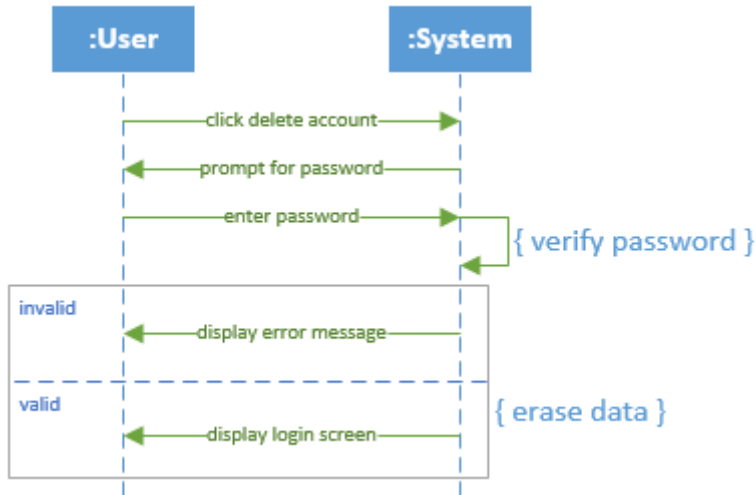 :User
:System
click delete account
prompt for password
enter password
{ verify password }
invalid
display error message
valid
{ erase data }
display login screen